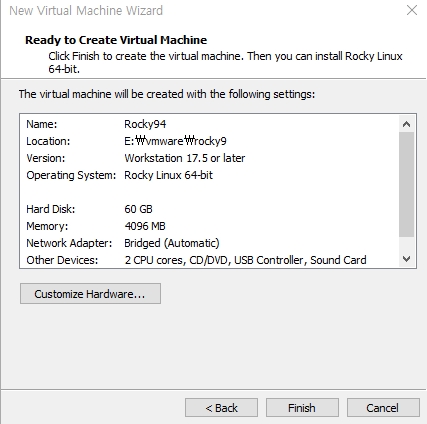 New Virtual Machine Wizard
Ready to Create Virtual Machine
Click Finish to create the virtual machine. Then you can install Rocky Linux
64-bit.
The virtual machine will be created with the following settings:
Name: Rocky94
Location: E:₩vmware₩rocky9
Version: Workstation 17.5 or later
Operating System: Rocky Linux 64-bit
Hard Disk: 60 GB
Memory: 4096 MB
Network Adapter: Bridged (Automatic)
Other Devices: 2 CPU cores, CD/DVD, USB Controller, Sound Card
Customize Hardware...
< Back Finish Cancel